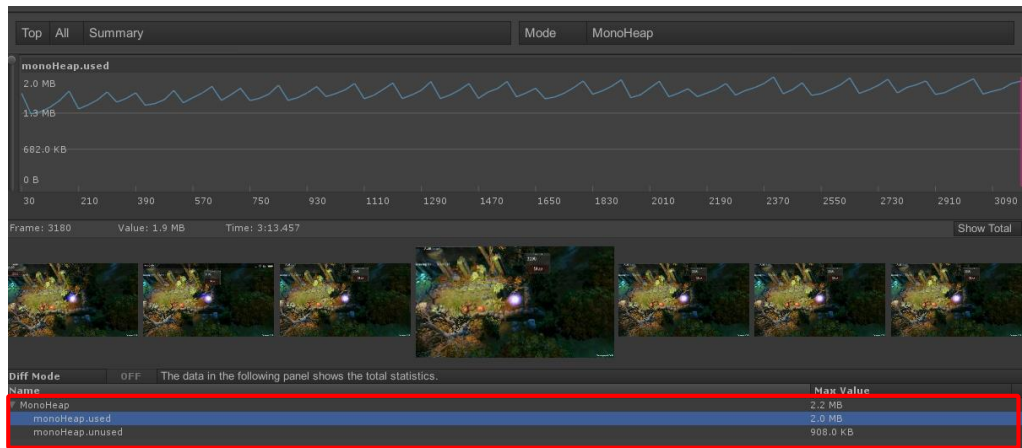 Top All Summary Mode MonoHeap
monoHeap.used
2.0 MB
1.3 MB
682.0 KB
0 B
30 210 390 570 750 930 1110 1290 1470 1650 1830 2010 2190 2370 2550 2730 2910 3090
Frame: 3180 Value: 1.9 MB Time: 3:13.457 Show Total
Diff Mode OFF The data in the following panel shows the total statistics.
Name Max Value
MonoHeap 2.2 MB
monoHeap.used 2.0 MB
monoHeap.unused 908.0 KB